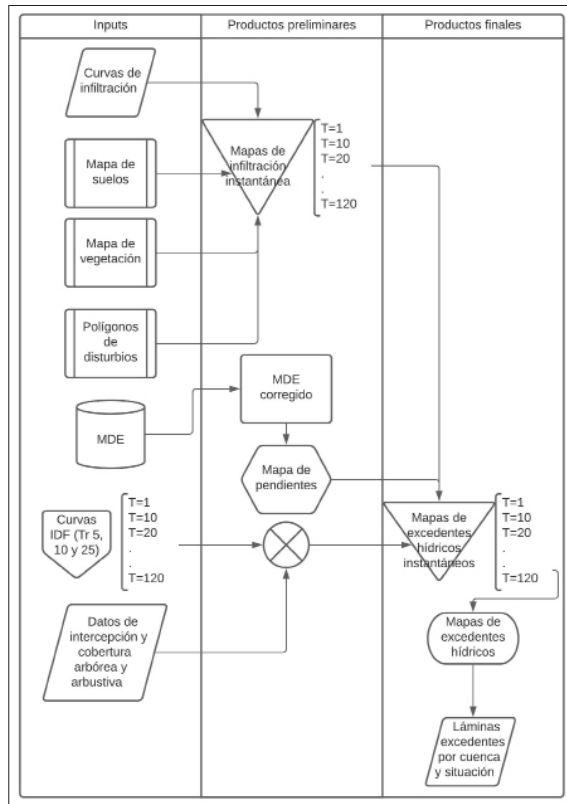 Inputs
Productos preliminares
Productos finales
Curvas de
infiltración
Mapa de
suelos
Mapa de
vegetación
Polígonos
de
disturbios
MDE
Curvas
IDF (Tr 5,
10 y 25)
T=1
T=10
T=20
.
.
T=120
Datos de
intercepción y
cobertura
arbórea y
arbustiva
Mapas de
infiltración
instantánea
T=1
T=10
T=20
.
.
T=120
MDE
corregido
Mapa de
pendientes
Mapas de
excedentes
hídricos
instantáneos
T=1
T=10
T=20
.
.
T=120
Mapas de
excedentes
hídricos
Láminas
excedentes
por cuenca
y situación